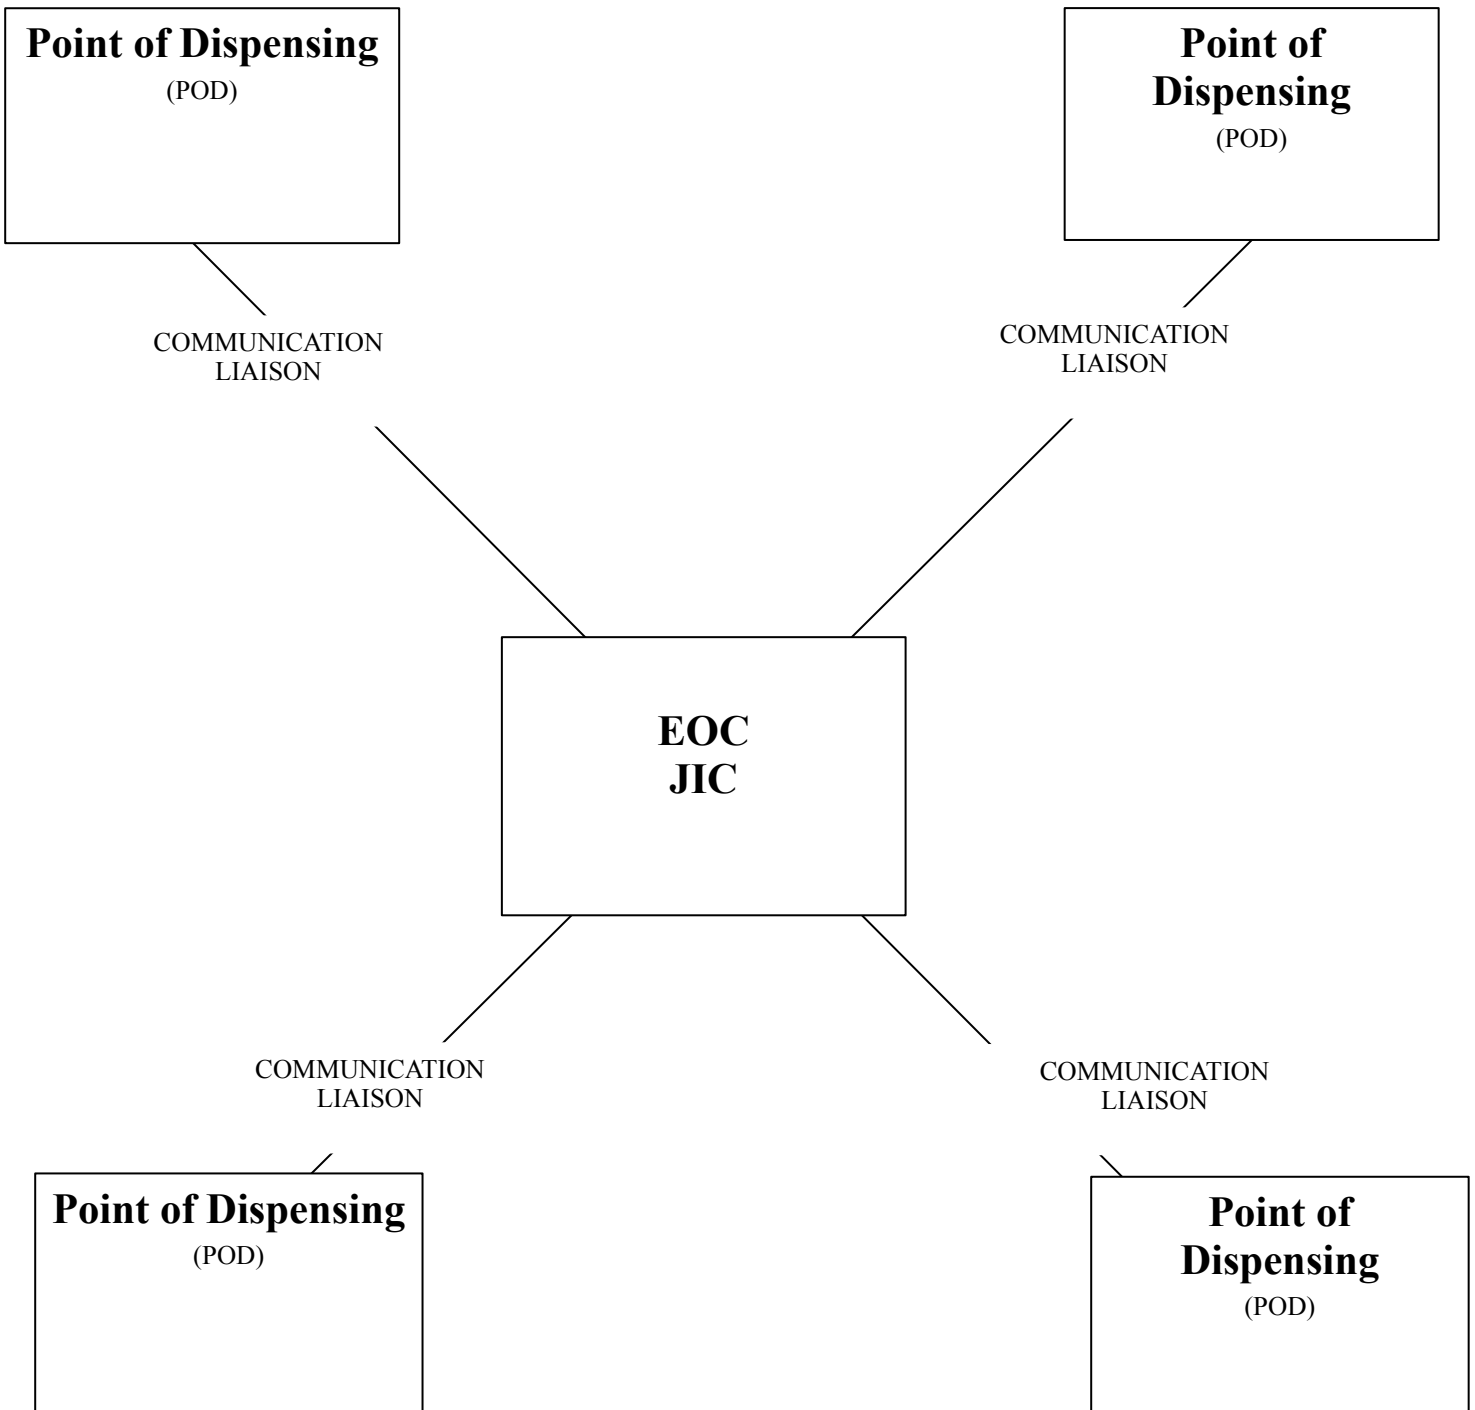 Point of Dispensing
(POD)
Point of
Dispensing
(POD)
COMMUNICATION
LIAISON
COMMUNICATION
LIAISON
EOC
JIC
COMMUNICATION
LIAISON
COMMUNICATION
LIAISON
Point of Dispensing
(POD)
Point of
Dispensing
(POD)